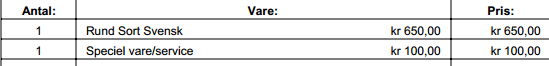 Antal: Vare: Pris:
1 Rund Sort Svensk kr 650,00 kr 650,00
1 Speciel vare/service kr 100,00 kr 100,00